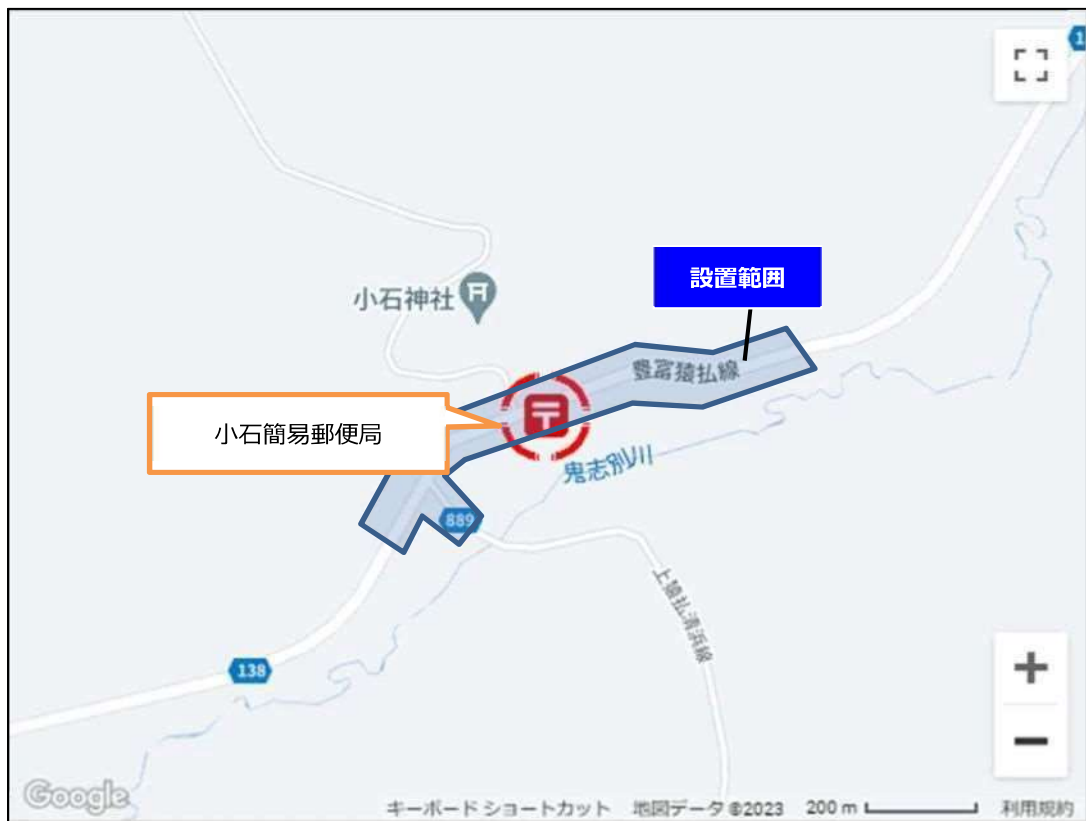 設置範囲
小石神社
豊富猿払線
小石簡易郵便局
鬼志別川
889
上猿払清浜線
138
Google
キーボード ショートカット 地図データ ©2023 200 m 利用規約